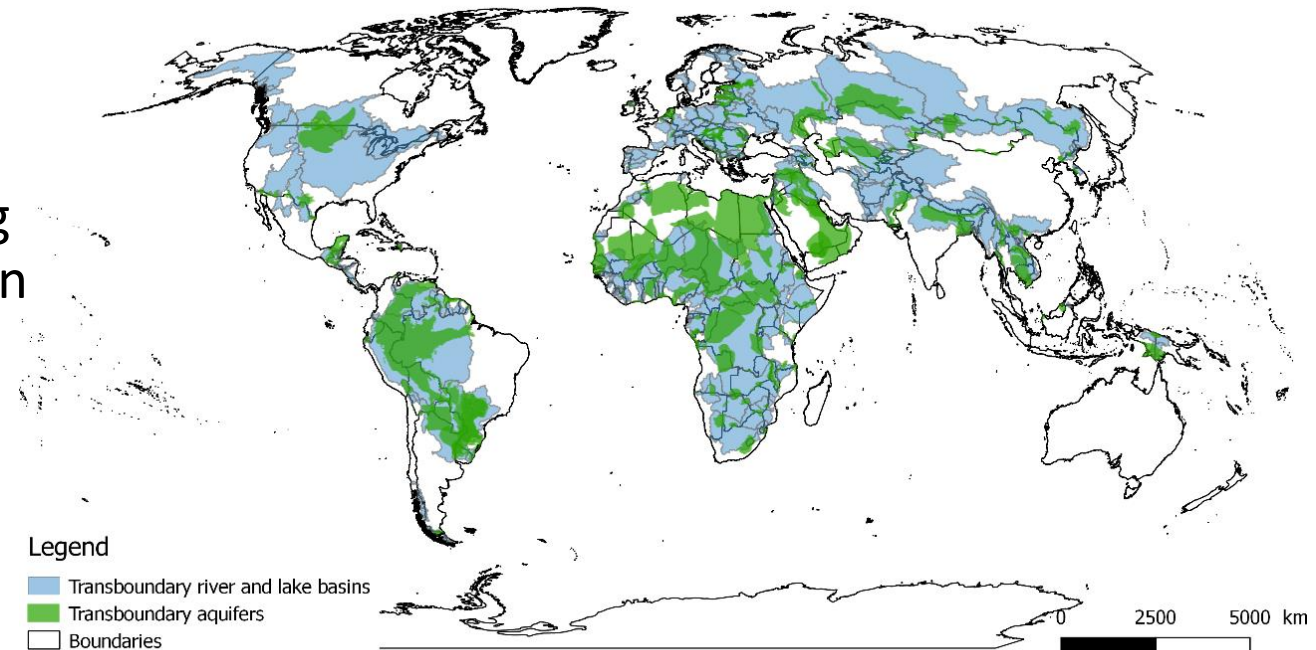 g
n
Legend
Transboundary river and lake basins
Transboundary aquifers
Boundaries
0 2500 5000 km